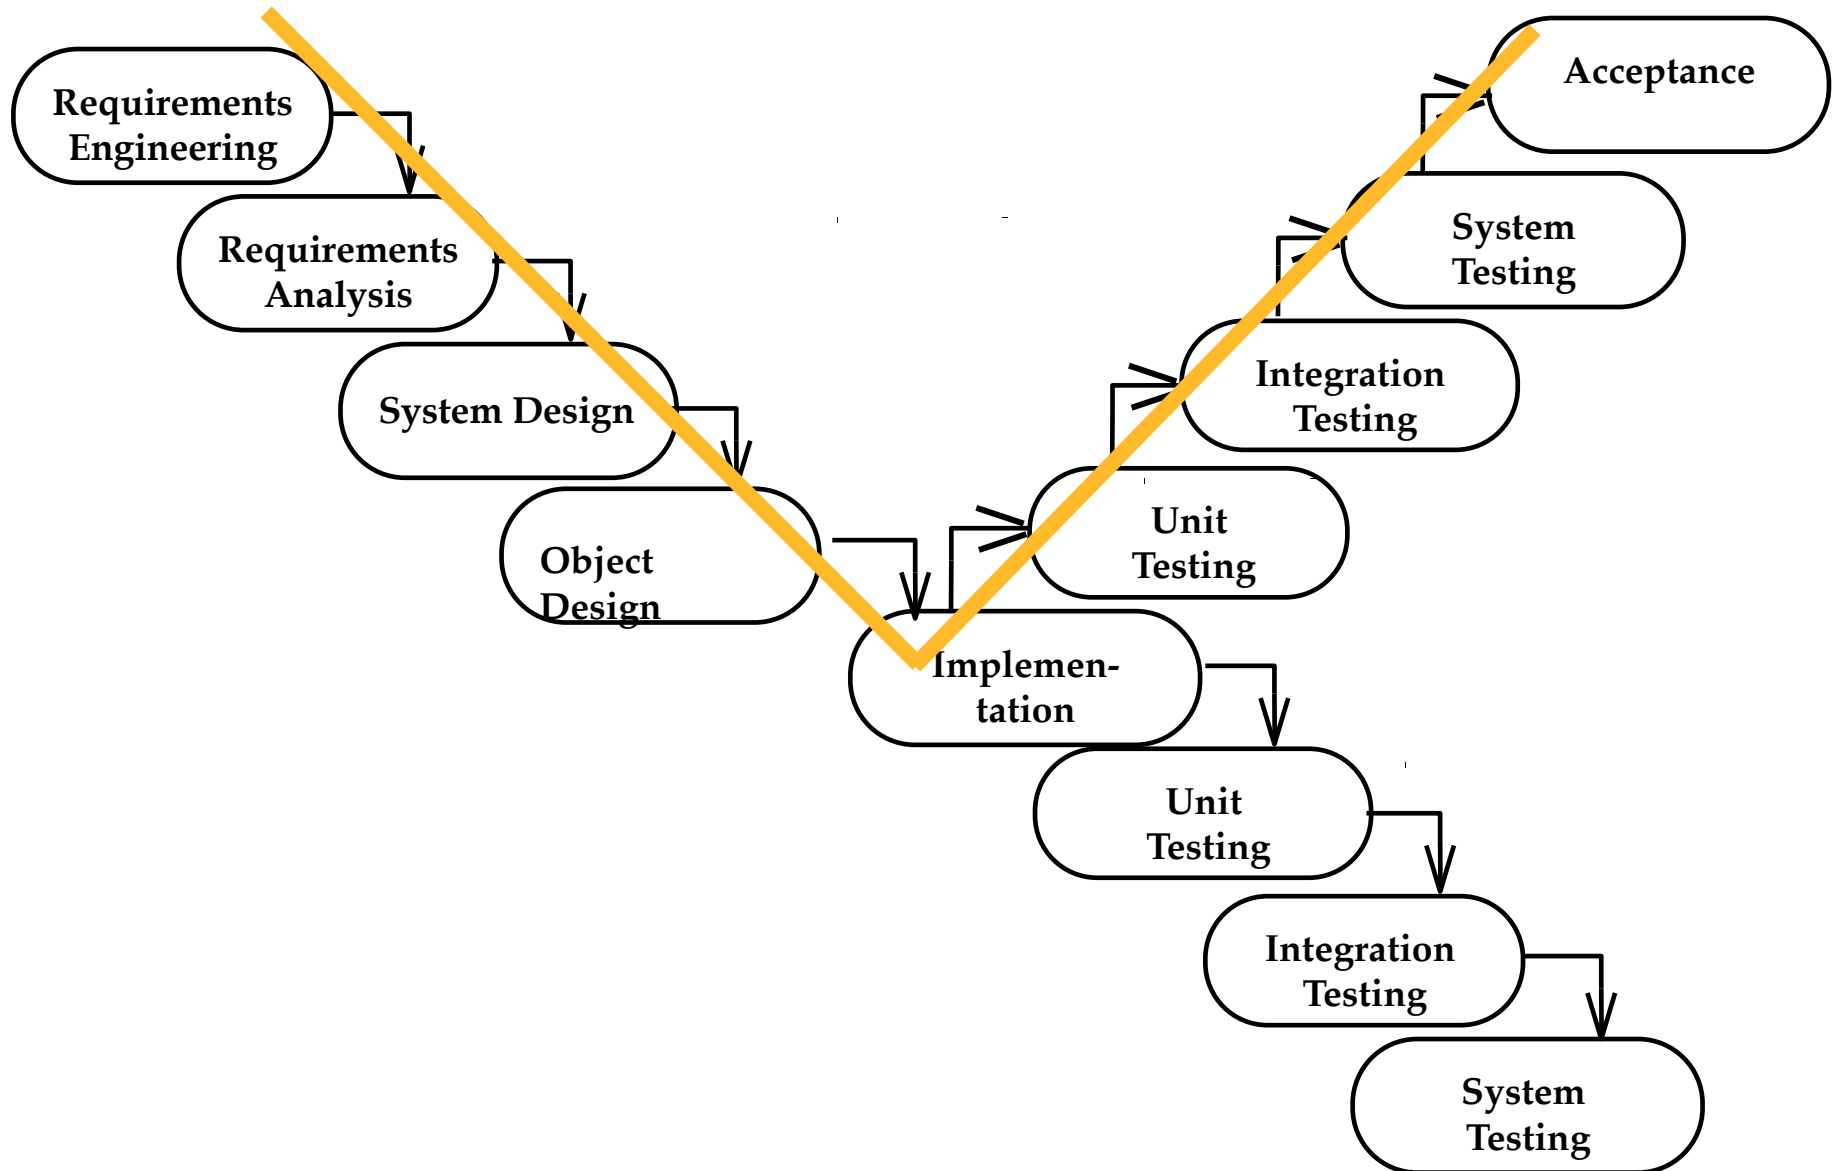 Requirements
Engineering
Requirements
Analysis
System Design
Object
Design
Implemen-
tation
Unit
Testing
Integration
Testing
System
Testing
Acceptance
Unit
Testing
Integration
Testing
System
Testing